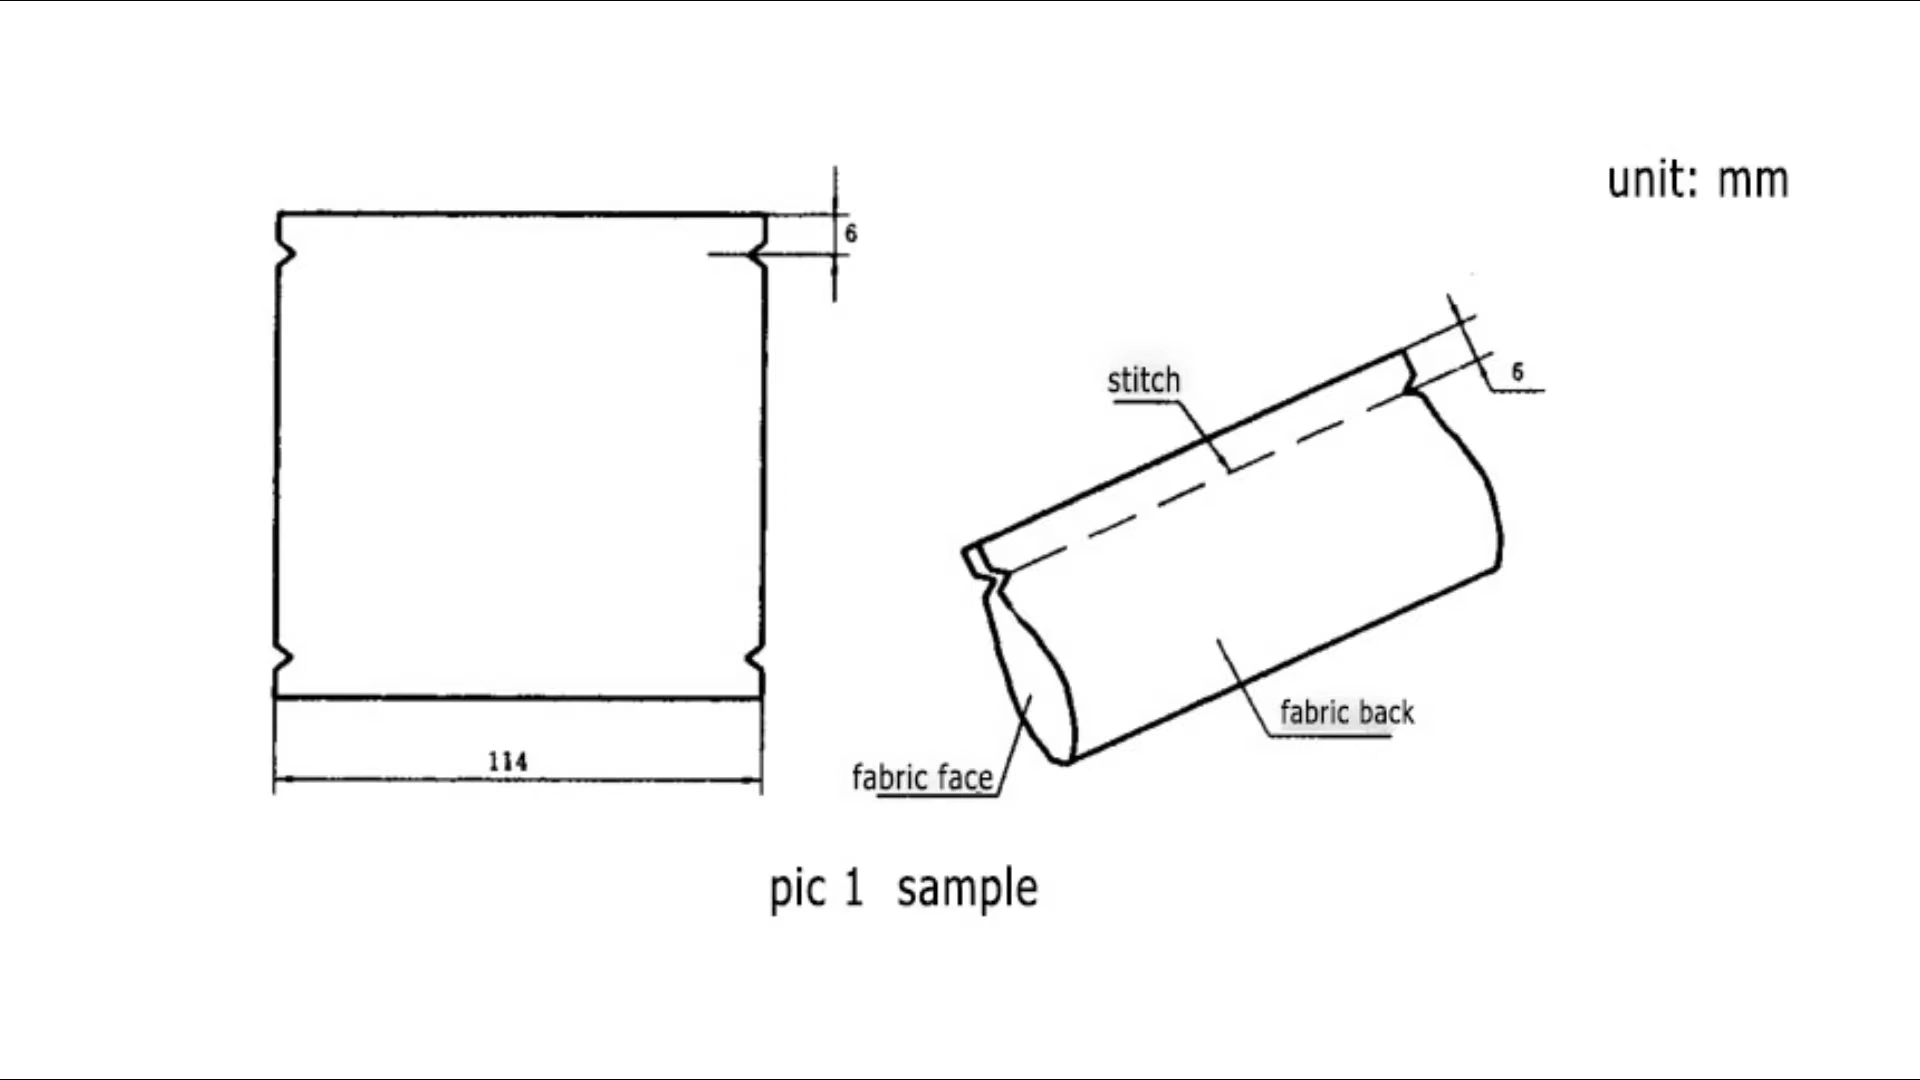 unit: mm
6
6
stitch
fabric back
114
fabric face
pic 1 sample